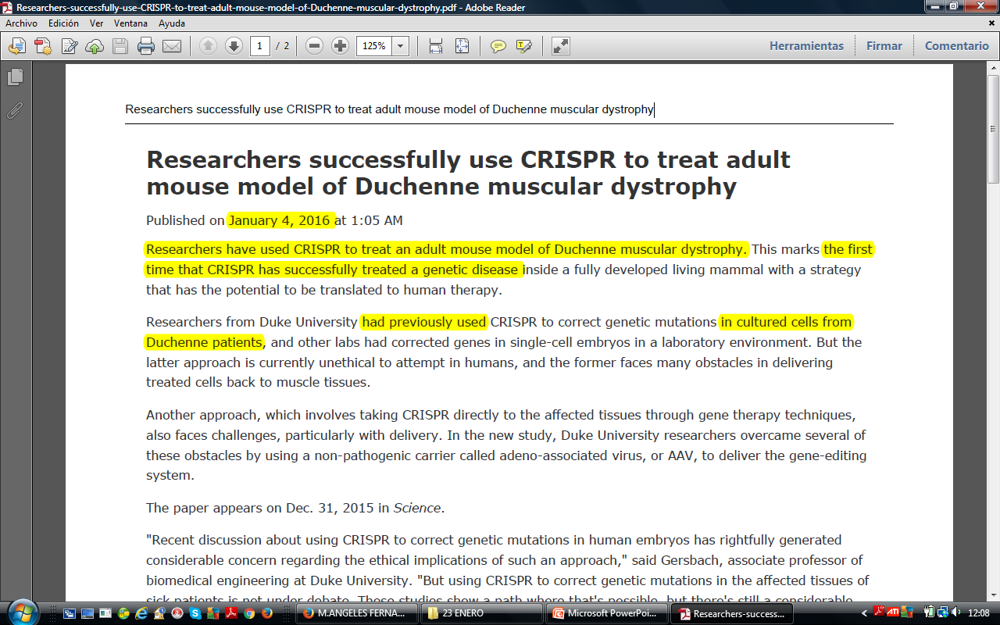 Researchers-successfully-use-CRISPR-to-treat-adult-mouse-model-of-Duchenne-muscular-dystrophy.pdf - Adobe Reader
Archivo Edición Ver Ventana Ayuda
1 / 2 125% Herramientas Firmar Comentario
Researchers successfully use CRISPR to treat adult mouse model of Duchenne muscular dystrophy
Researchers successfully use CRISPR to treat adult
mouse model of Duchenne muscular dystrophy
Published on January 4, 2016 at 1:05 AM
Researchers have used CRISPR to treat an adult mouse model of Duchenne muscular dystrophy. This marks the first
time that CRISPR has successfully treated a genetic disease inside a fully developed living mammal with a strategy
that has the potential to be translated to human therapy.
Researchers from Duke University had previously used CRISPR to correct genetic mutations in cultured cells from
Duchenne patients, and other labs had corrected genes in single-cell embryos in a laboratory environment. But the
latter approach is currently unethical to attempt in humans, and the former faces many obstacles in delivering
treated cells back to muscle tissues.
Another approach, which involves taking CRISPR directly to the affected tissues through gene therapy techniques,
also faces challenges, particularly with delivery. In the new study, Duke University researchers overcame several of
these obstacles by using a non-pathogenic carrier called adeno-associated virus, or AAV, to deliver the gene-editing
system.
The paper appears on Dec. 31, 2015 in Science.
"Recent discussion about using CRISPR to correct genetic mutations in human embryos has rightfully generated
considerable concern regarding the ethical implications of such an approach," said Gersbach, associate professor of
biomedical engineering at Duke University. "But using CRISPR to correct genetic mutations in the affected tissues of
sick patients is not under debate. These studies show a path where that's possible, but there's still a considerable
M.ANGELES FERNA... 23 ENERO Microsoft PowerPoi... Researchers-success... ATI 12:08